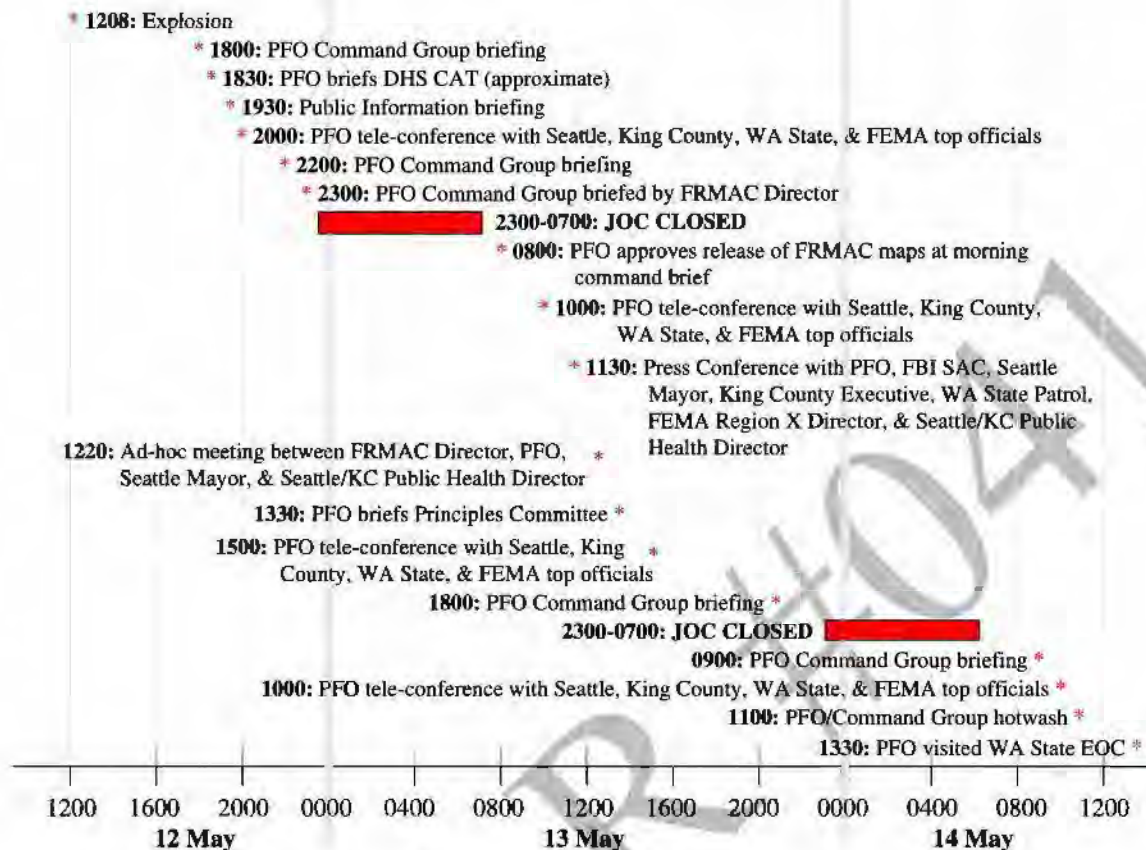 * 1208: Explosion
* 1800: PFO Command Group briefing
* 1830: PFO briefs DHS CAT (approximate)
* 1930: Public Information briefing
* 2000: PFO tele-conference with Seattle, King County, WA State, & FEMA top officials
* 2200: PFO Command Group briefing
* 2300: PFO Command Group briefed by FRMAC Director
2300-0700: JOC CLOSED
* 0800: PFO approves release of FRMAC maps at morning
command brief
* 1000: PFO tele-conference with Seattle, King County,
WA State, & FEMA top officials
* 1130: Press Conference with PFO, FBI SAC, Seattle
Mayor, King County Executive, WA State Patrol,
FEMA Region X Director, & Seattle/KC Public
Health Director
1220: Ad-hoc meeting between FRMAC Director, PFO, *
Seattle Mayor, & Seattle/KC Public Health Director
1330: PFO briefs Principles Committee *
1500: PFO tele-conference with Seattle, King *
County, WA State, & FEMA top officials
1800: PFO Command Group briefing *
2300-0700: JOC CLOSED
0900: PFO Command Group briefing *
1000: PFO tele-conference with Seattle, King County, WA State, & FEMA top officials *
1100: PFO/Command Group hotwash *
1330: PFO visited WA State EOC *
1200 1600 2000 0000 0400 0800 1200 1600 2000 0000 0400 0800 1200
12 May 13 May 14 May
R #041